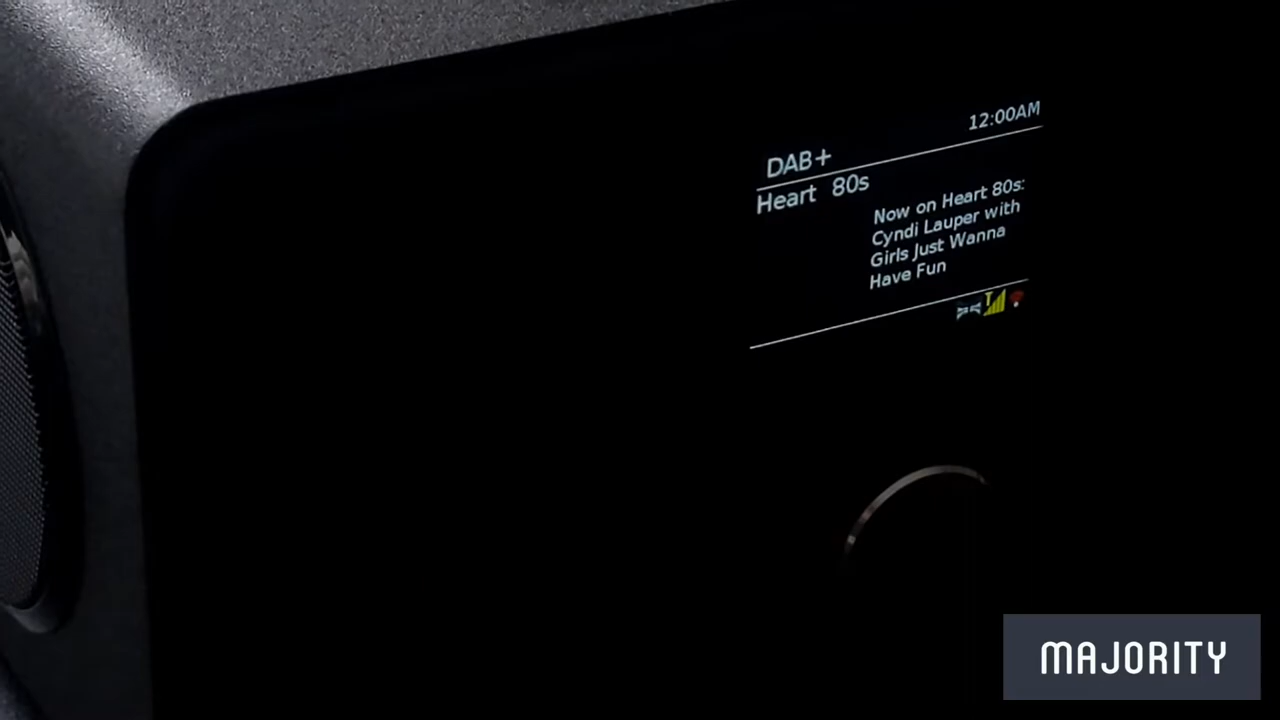 12:00AM
DAB+
Heart 80s
Now on Heart 80s:
Cyndi Lauper with
Girls Just Wanna
Have Fun
MAJORITY